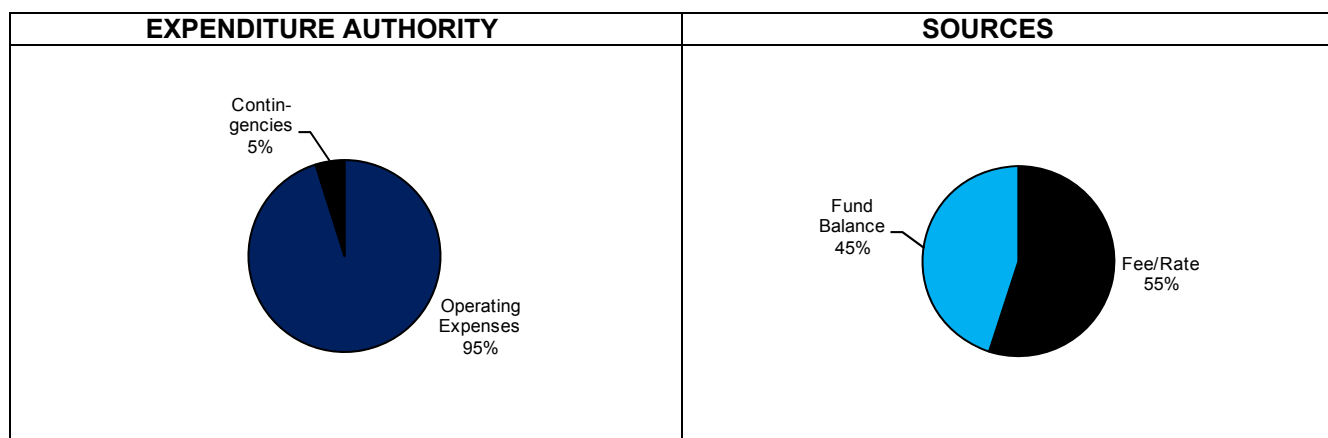 EXPENDITURE AUTHORITY
SOURCES
Contin-
gencies
5%
Operating
Expenses
95%
Fund
Balance
45%
Fee/Rate
55%